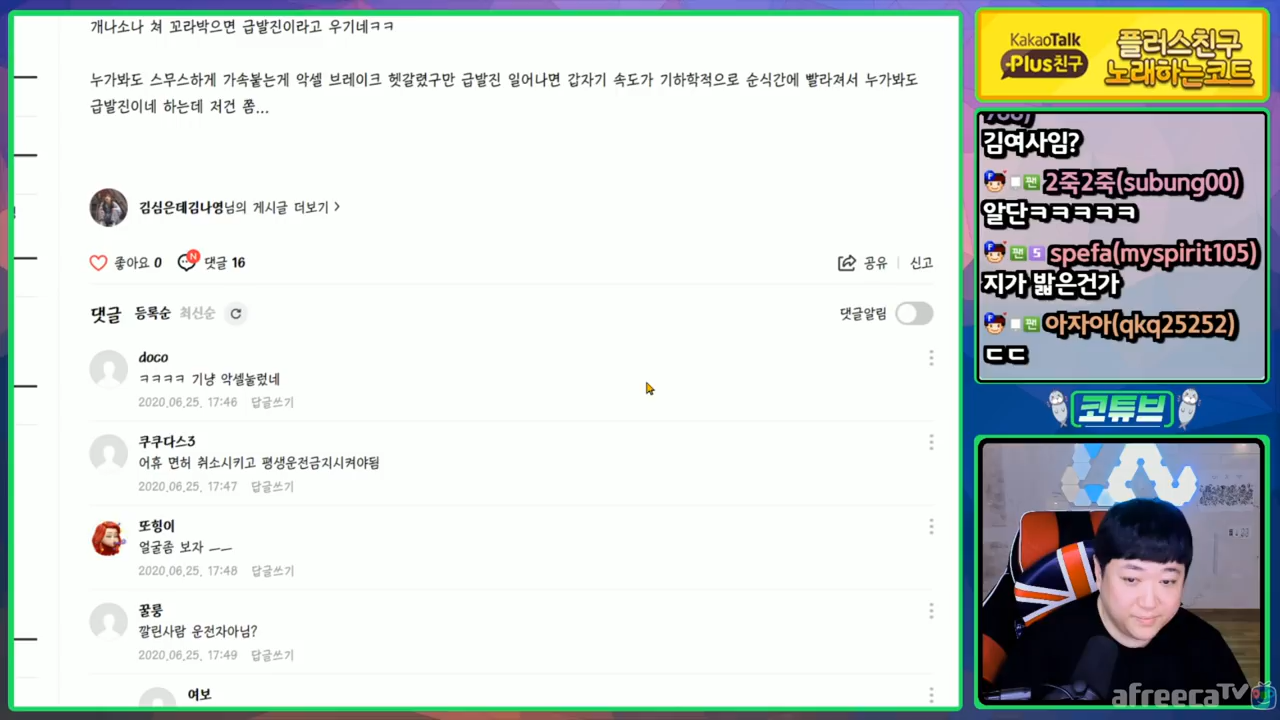 개나소나 쳐 꼬라박으면 급발진이라고 우기네ㅋㅋ
누가봐도 스무스하게 가속붙는게 악셀 브레이크 헷갈렸구만 급발진 일어나면 갑자기 속도가 기하학적으로 순식간에 빨라져서 누가봐도
급발진이네 하는데 저건 쫌...
김심은데김나영님의 게시글 더보기 >
좋아요 0 N 댓글 16
공유 신고
댓글 등록순 최신순
댓글알림
doco
ㅋㅋㅋㅋ 기냥 악셀눌렀네
2020.06.25. 17:46 답글쓰기
쿠쿠다스3
어휴 면허 취소시키고 평생운전금지시켜야됨
2020.06.25. 17:47 답글쓰기
또힝이
얼굴좀 보자 ㅡㅡ
2020.06.25. 17:48 답글쓰기
꿀룽
깔린사람 운전자아님?
2020.06.25. 17:49 답글쓰기
여보
KakaoTalk
Plus친구
플러스친구
노래하는코트
김여사임?
팬 2죽2죽(subung00)
알단ㅋㅋㅋㅋㅋ
팬 S spefa(myspirit105)
지가 밟은건가
팬 아자아(qkq25252)
ㄷㄷ
코튜브
afreecaTV